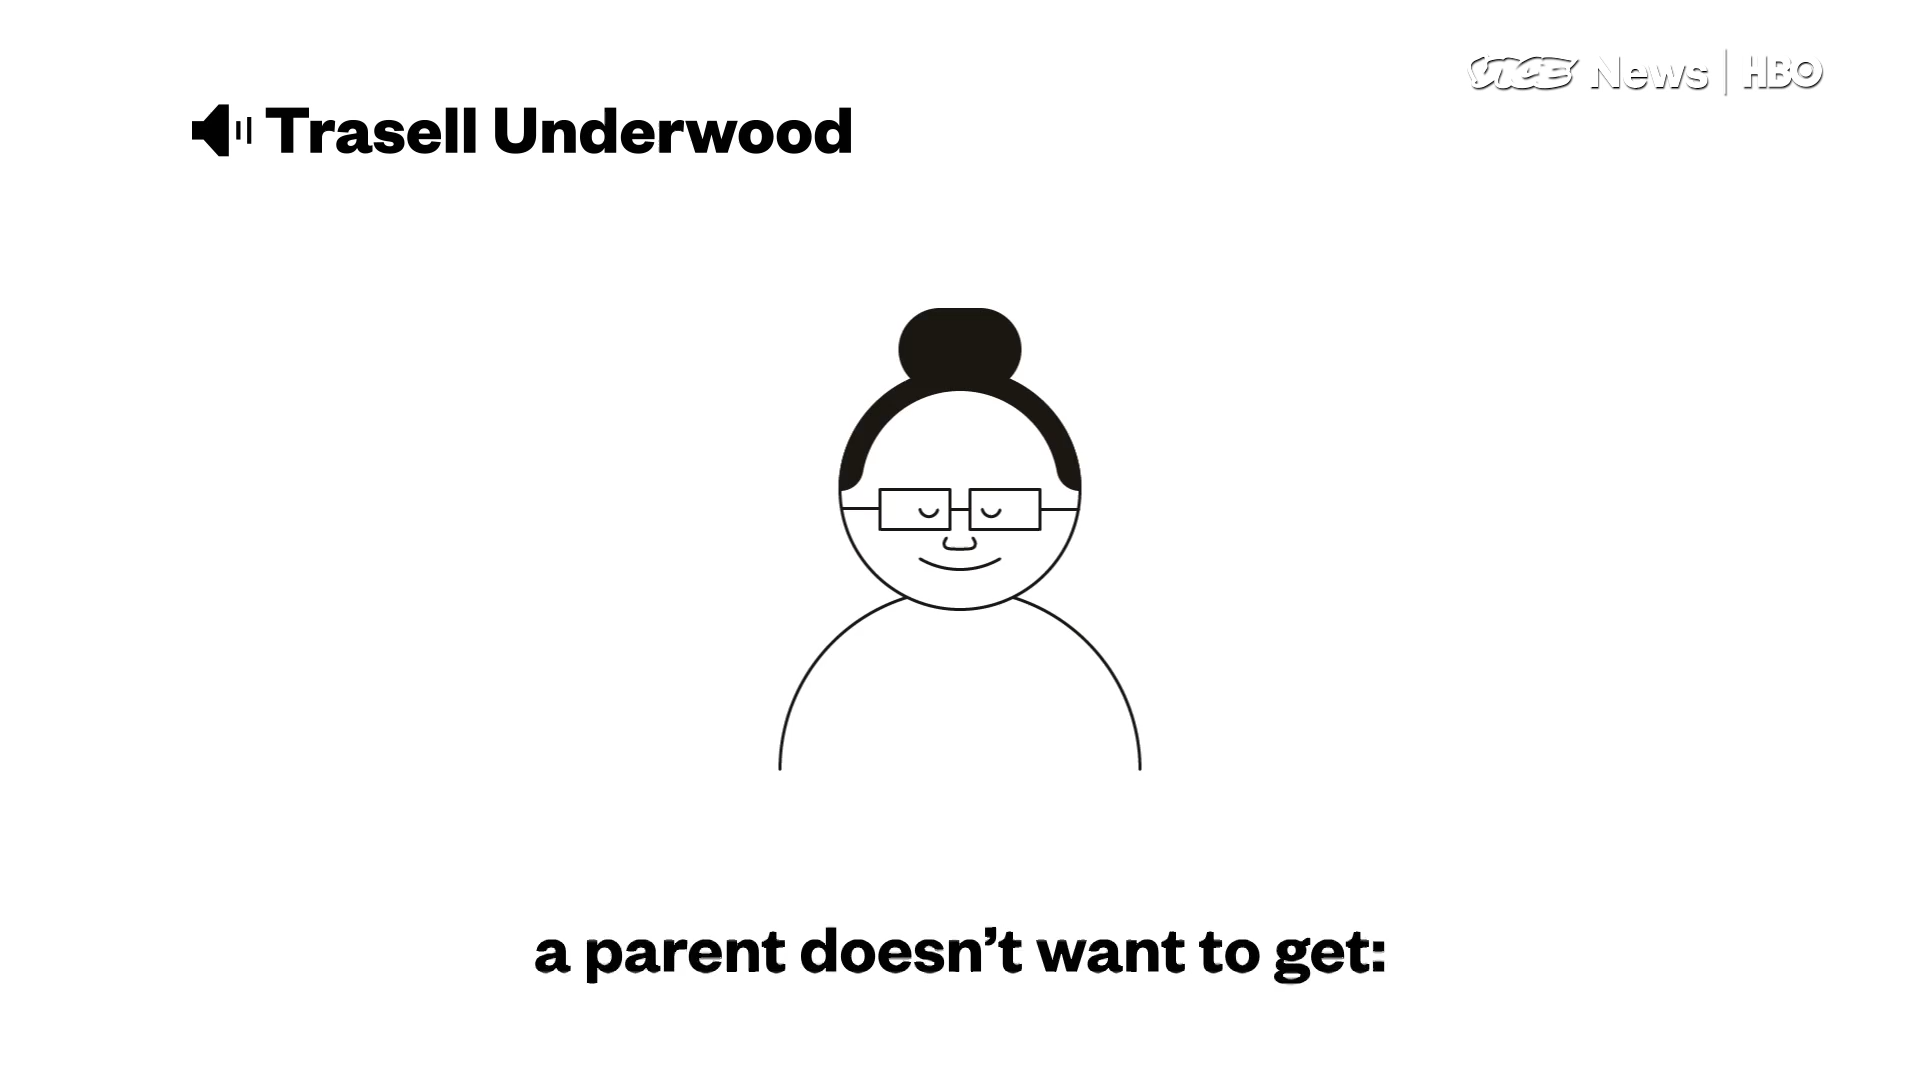 VICE News | HBO
Trasell Underwood
a parent doesn’t want to get: